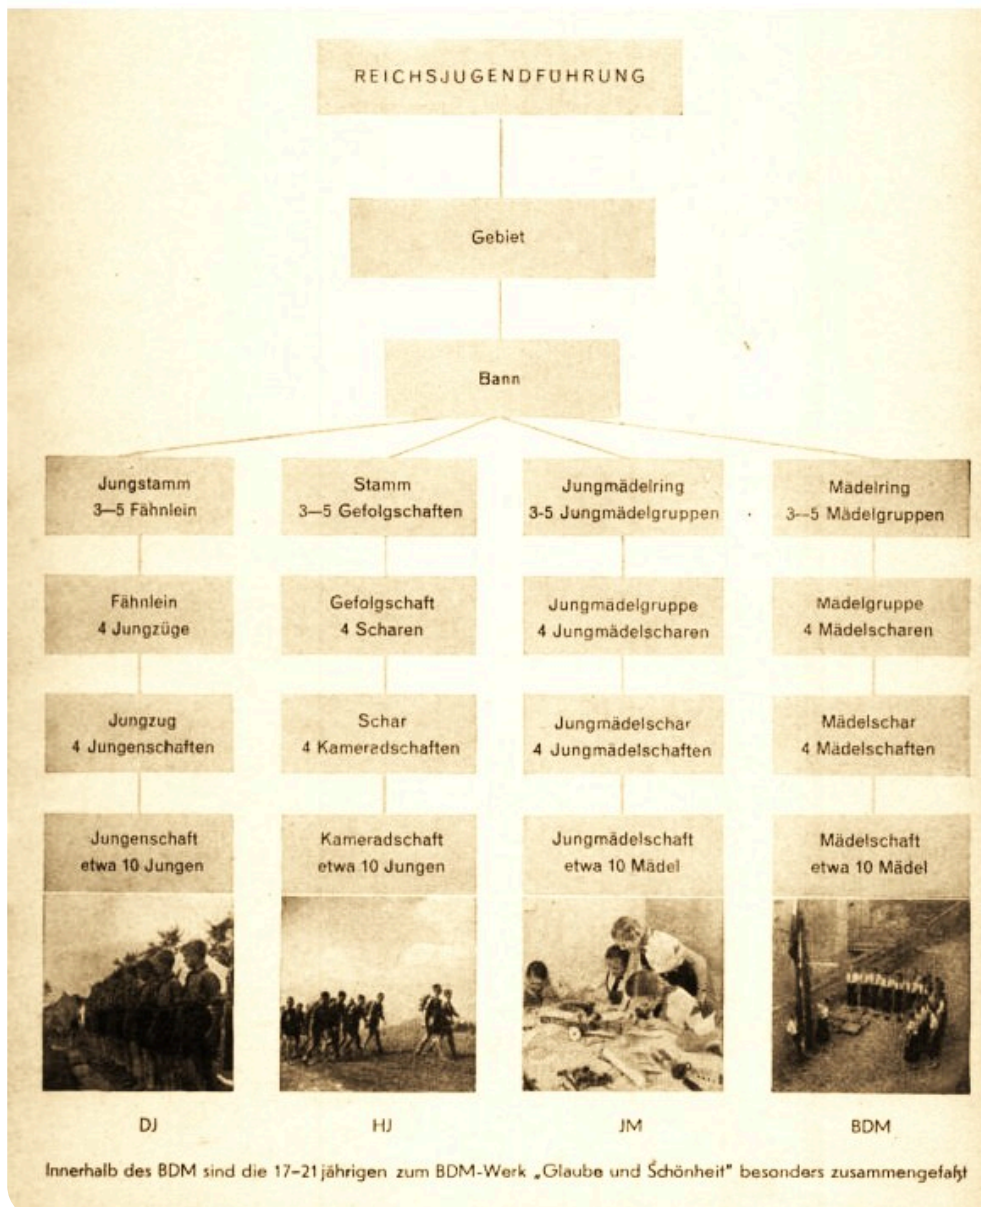 REICHSJUGENDFÜHRUNG
Gebiet
Bann
Jungstamm
3—5 Fähnlein
Stamm
3—5 Gefolgschaften
Jungmädelring
3-5 Jungmädelgruppen
Mädelring
3—5 Mädelgruppen
Fähnlein
4 Jungzüge
Gefolgschaft
4 Scharen
Jungmädelgruppe
4 Jungmädelscharen
Mädelgruppe
4 Mädelscharen
Jungzug
4 Jungenschaften
Schar
4 Kameradschaften
Jungmädelschar
4 Jungmädelschaften
Mädelschar
4 Mädelschaften
Jungenschaft
etwa 10 Jungen
Kameradschaft
etwa 10 Jungen
Jungmädelschaft
etwa 10 Mädel
Mädelschaft
etwa 10 Mädel
DJ
HJ
JM
BDM
Innerhalb des BDM sind die 17–21jährigen zum BDM-Werk „Glaube und Schönheit" besonders zusammengefaßt